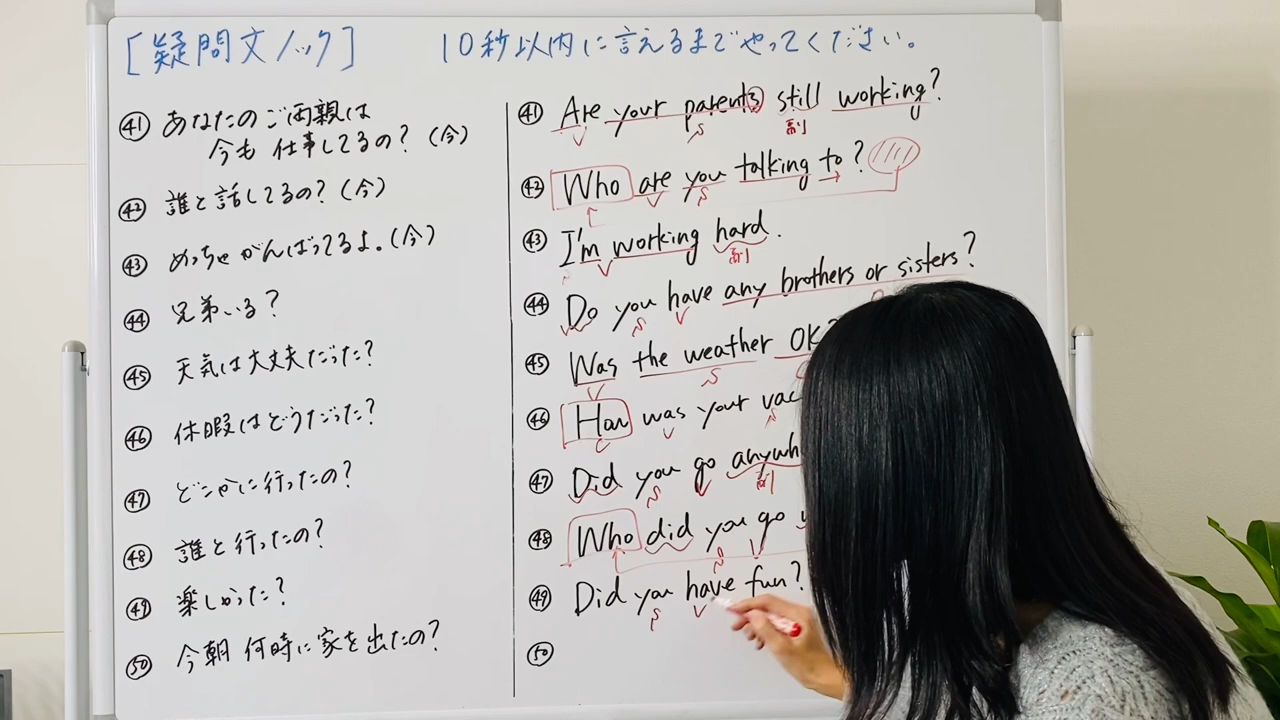 [疑問文ノック] 10秒以内に言えるまでやってください。
㊶ あなたのご両親は
今も 仕事してるの? (今)
㊷ 誰と話してるの? (今)
㊸ めっちゃがんばってるよ。(今)
㊹ 兄弟いる?
㊺ 天気は大丈夫だった?
㊻ 休暇はどうだった?
㊼ どこかに行ったの?
㊽ 誰と行ったの?
㊾ 楽しかった?
㊿ 今朝 何時に家を出たの?
㊶ Are your parents still working?
副
㊷ Who are you talking to?
㊸ I'm working hard.
副
㊹ Do you have any brothers or sisters?
㊺ Was the weather OK?
㊻ How was your vac
㊼ Did you go anywh
副
㊽ Who did you go
㊾ Did you have fun?
㊿